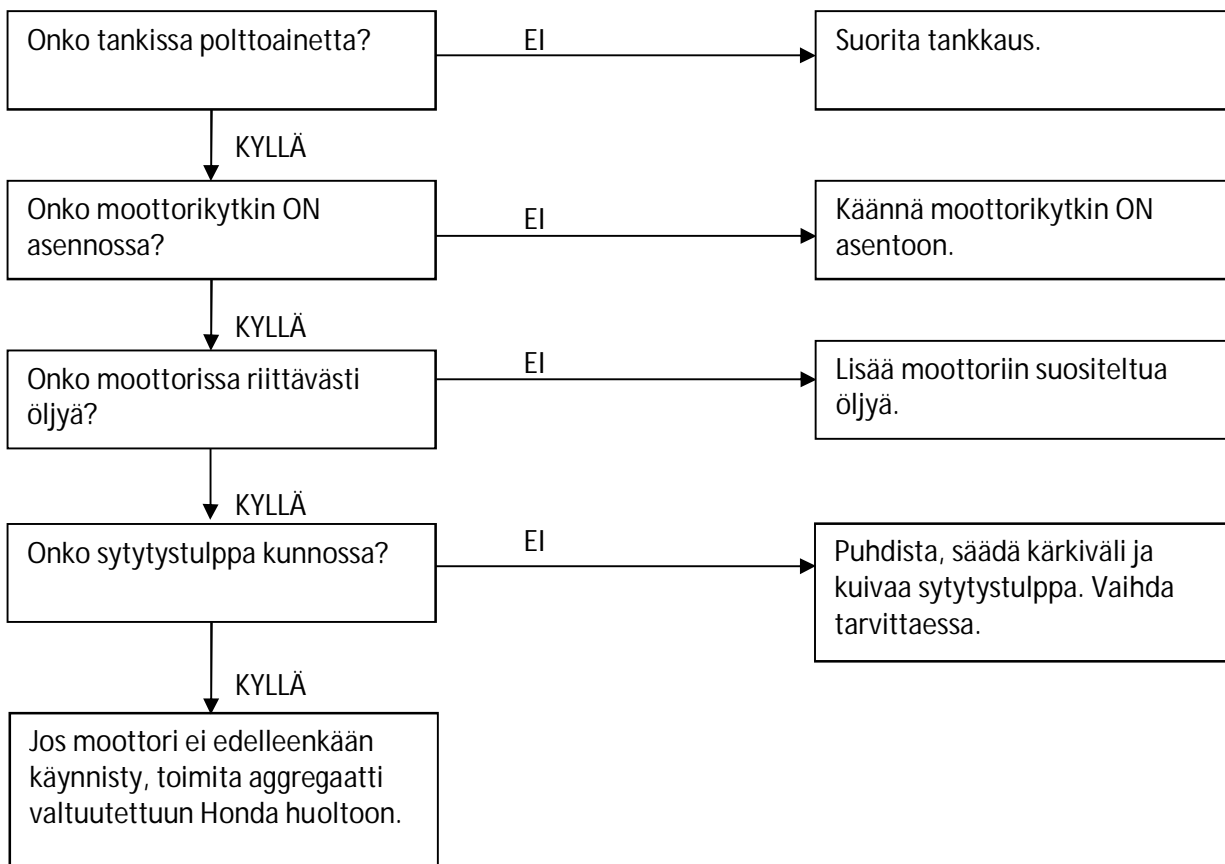 Onko tankissa polttoainetta?
EI
Suorita tankkaus.
KYLLÄ
Onko moottorikytkin ON
asennossa?
EI
Käännä moottorikytkin ON
asentoon.
KYLLÄ
Onko moottorissa riittävästi
öljyä?
EI
Lisää moottoriin suositeltua
öljyä.
KYLLÄ
Onko sytytystulppa kunnossa?
EI
Puhdista, säädä kärkiväli ja
kuivaa sytytystulppa. Vaihda
tarvittaessa.
KYLLÄ
Jos moottori ei edelleenkään
käynnisty, toimita aggregaatti
valtuutettuun Honda huoltoon.